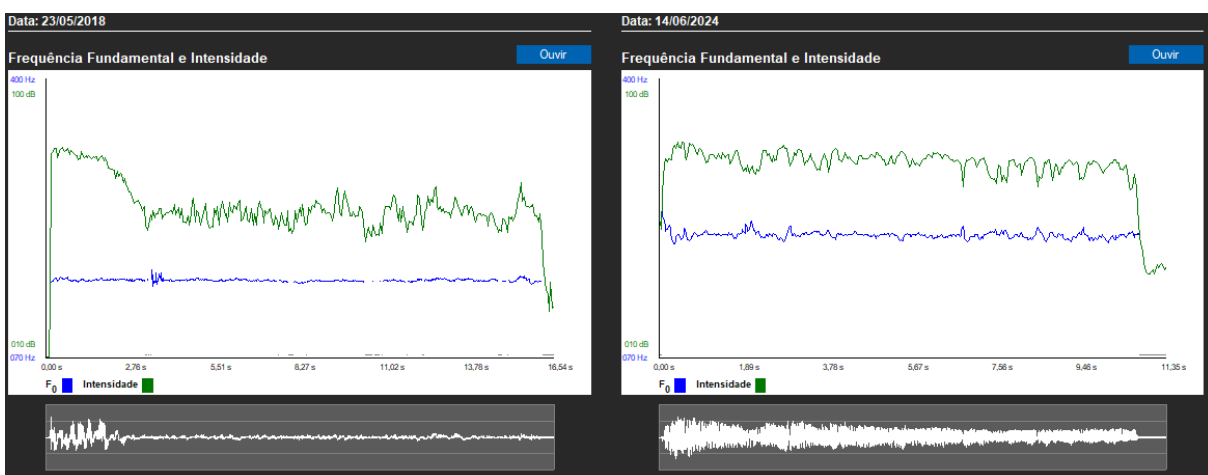 Data: 23/05/2018
Frequência Fundamental e Intensidade
Ouvir
400 Hz
100 dB
010 dB
070 Hz
0,00 s 2,76 s 5,51 s 8,27 s 11,02 s 13,78 s 16,54 s
F0 Intensidade
Data: 14/06/2024
Frequência Fundamental e Intensidade
Ouvir
400 Hz
100 dB
010 dB
070 Hz
0,00 s 1,89 s 3,78 s 5,67 s 7,56 s 9,46 s 11,35 s
F0 Intensidade